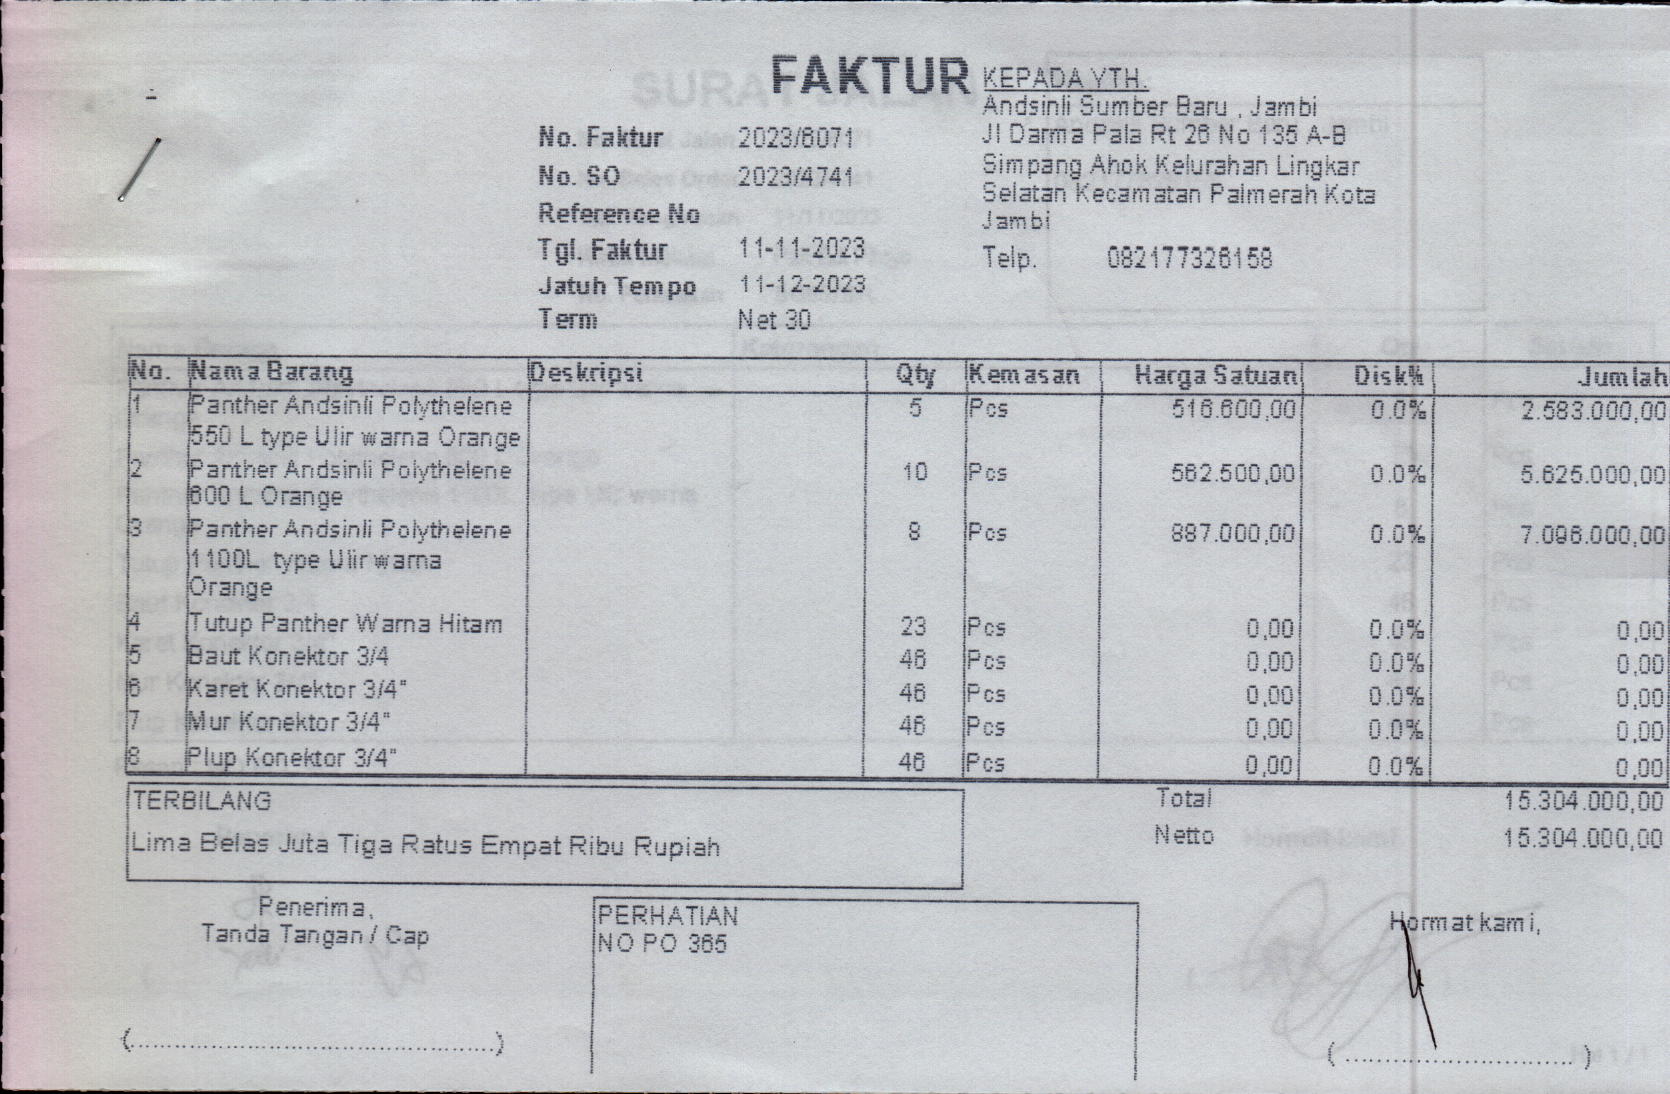 FAKTUR
No. Faktur 2023/6071
No. SO 2023/4741
Reference No
Tgl. Faktur 11-11-2023
Jatuh Tempo 11-12-2023
Term Net 30
KEPADA YTH.
Andsinli Sumber Baru , Jambi
Jl Darma Pala Rt 26 No 135 A-B
Simpang Ahok Kelurahan Lingkar
Selatan Kecamatan Palmerah Kota
Jambi
Telp. 082177326158
No. Nama Barang Deskripsi Qty Kemasan Harga Satuan Disk% Jumlah
1 Panther Andsinli Polythelene 5 Pcs 516.600,00 0.0% 2.583.000,00
550 L type Ulir warna Orange
2 Panther Andsinli Polythelene 10 Pcs 562.500,00 0.0% 5.625.000,00
600 L Orange
3 Panther Andsinli Polythelene 8 Pcs 887.000,00 0.0% 7.096.000,00
1100L type Ulir warna
Orange
4 Tutup Panther Warna Hitam 23 Pcs 0,00 0.0% 0,00
5 Baut Konektor 3/4 46 Pcs 0,00 0.0% 0,00
6 Karet Konektor 3/4" 46 Pcs 0,00 0.0% 0,00
7 Mur Konektor 3/4" 46 Pcs 0,00 0.0% 0,00
8 Plup Konektor 3/4" 46 Pcs 0,00 0.0% 0,00
TERBILANG
Lima Belas Juta Tiga Ratus Empat Ribu Rupiah
Total 15.304.000,00
Netto 15.304.000,00
Penerima,
Tanda Tangan / Cap
PERHATIAN
NO PO 365
Hormat kami,
(..................................................)
(...............................)